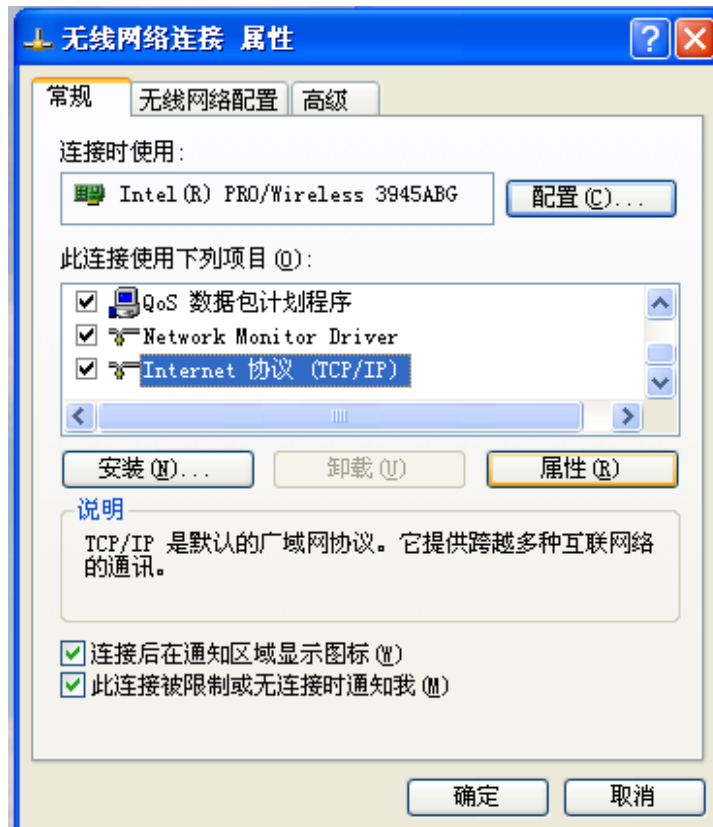 无线网络连接 属性
常规 无线网络配置 高级
连接时使用:
Intel(R) PRO/Wireless 3945ABG 配置(C)...
此连接使用下列项目(O):
QoS 数据包计划程序
Network Monitor Driver
Internet 协议 (TCP/IP)
安装(N)... 卸载(U) 属性(R)
说明
TCP/IP 是默认的广域网协议。它提供跨越多种互联网络
的通讯。
连接后在通知区域显示图标(W)
此连接被限制或无连接时通知我(M)
确定 取消